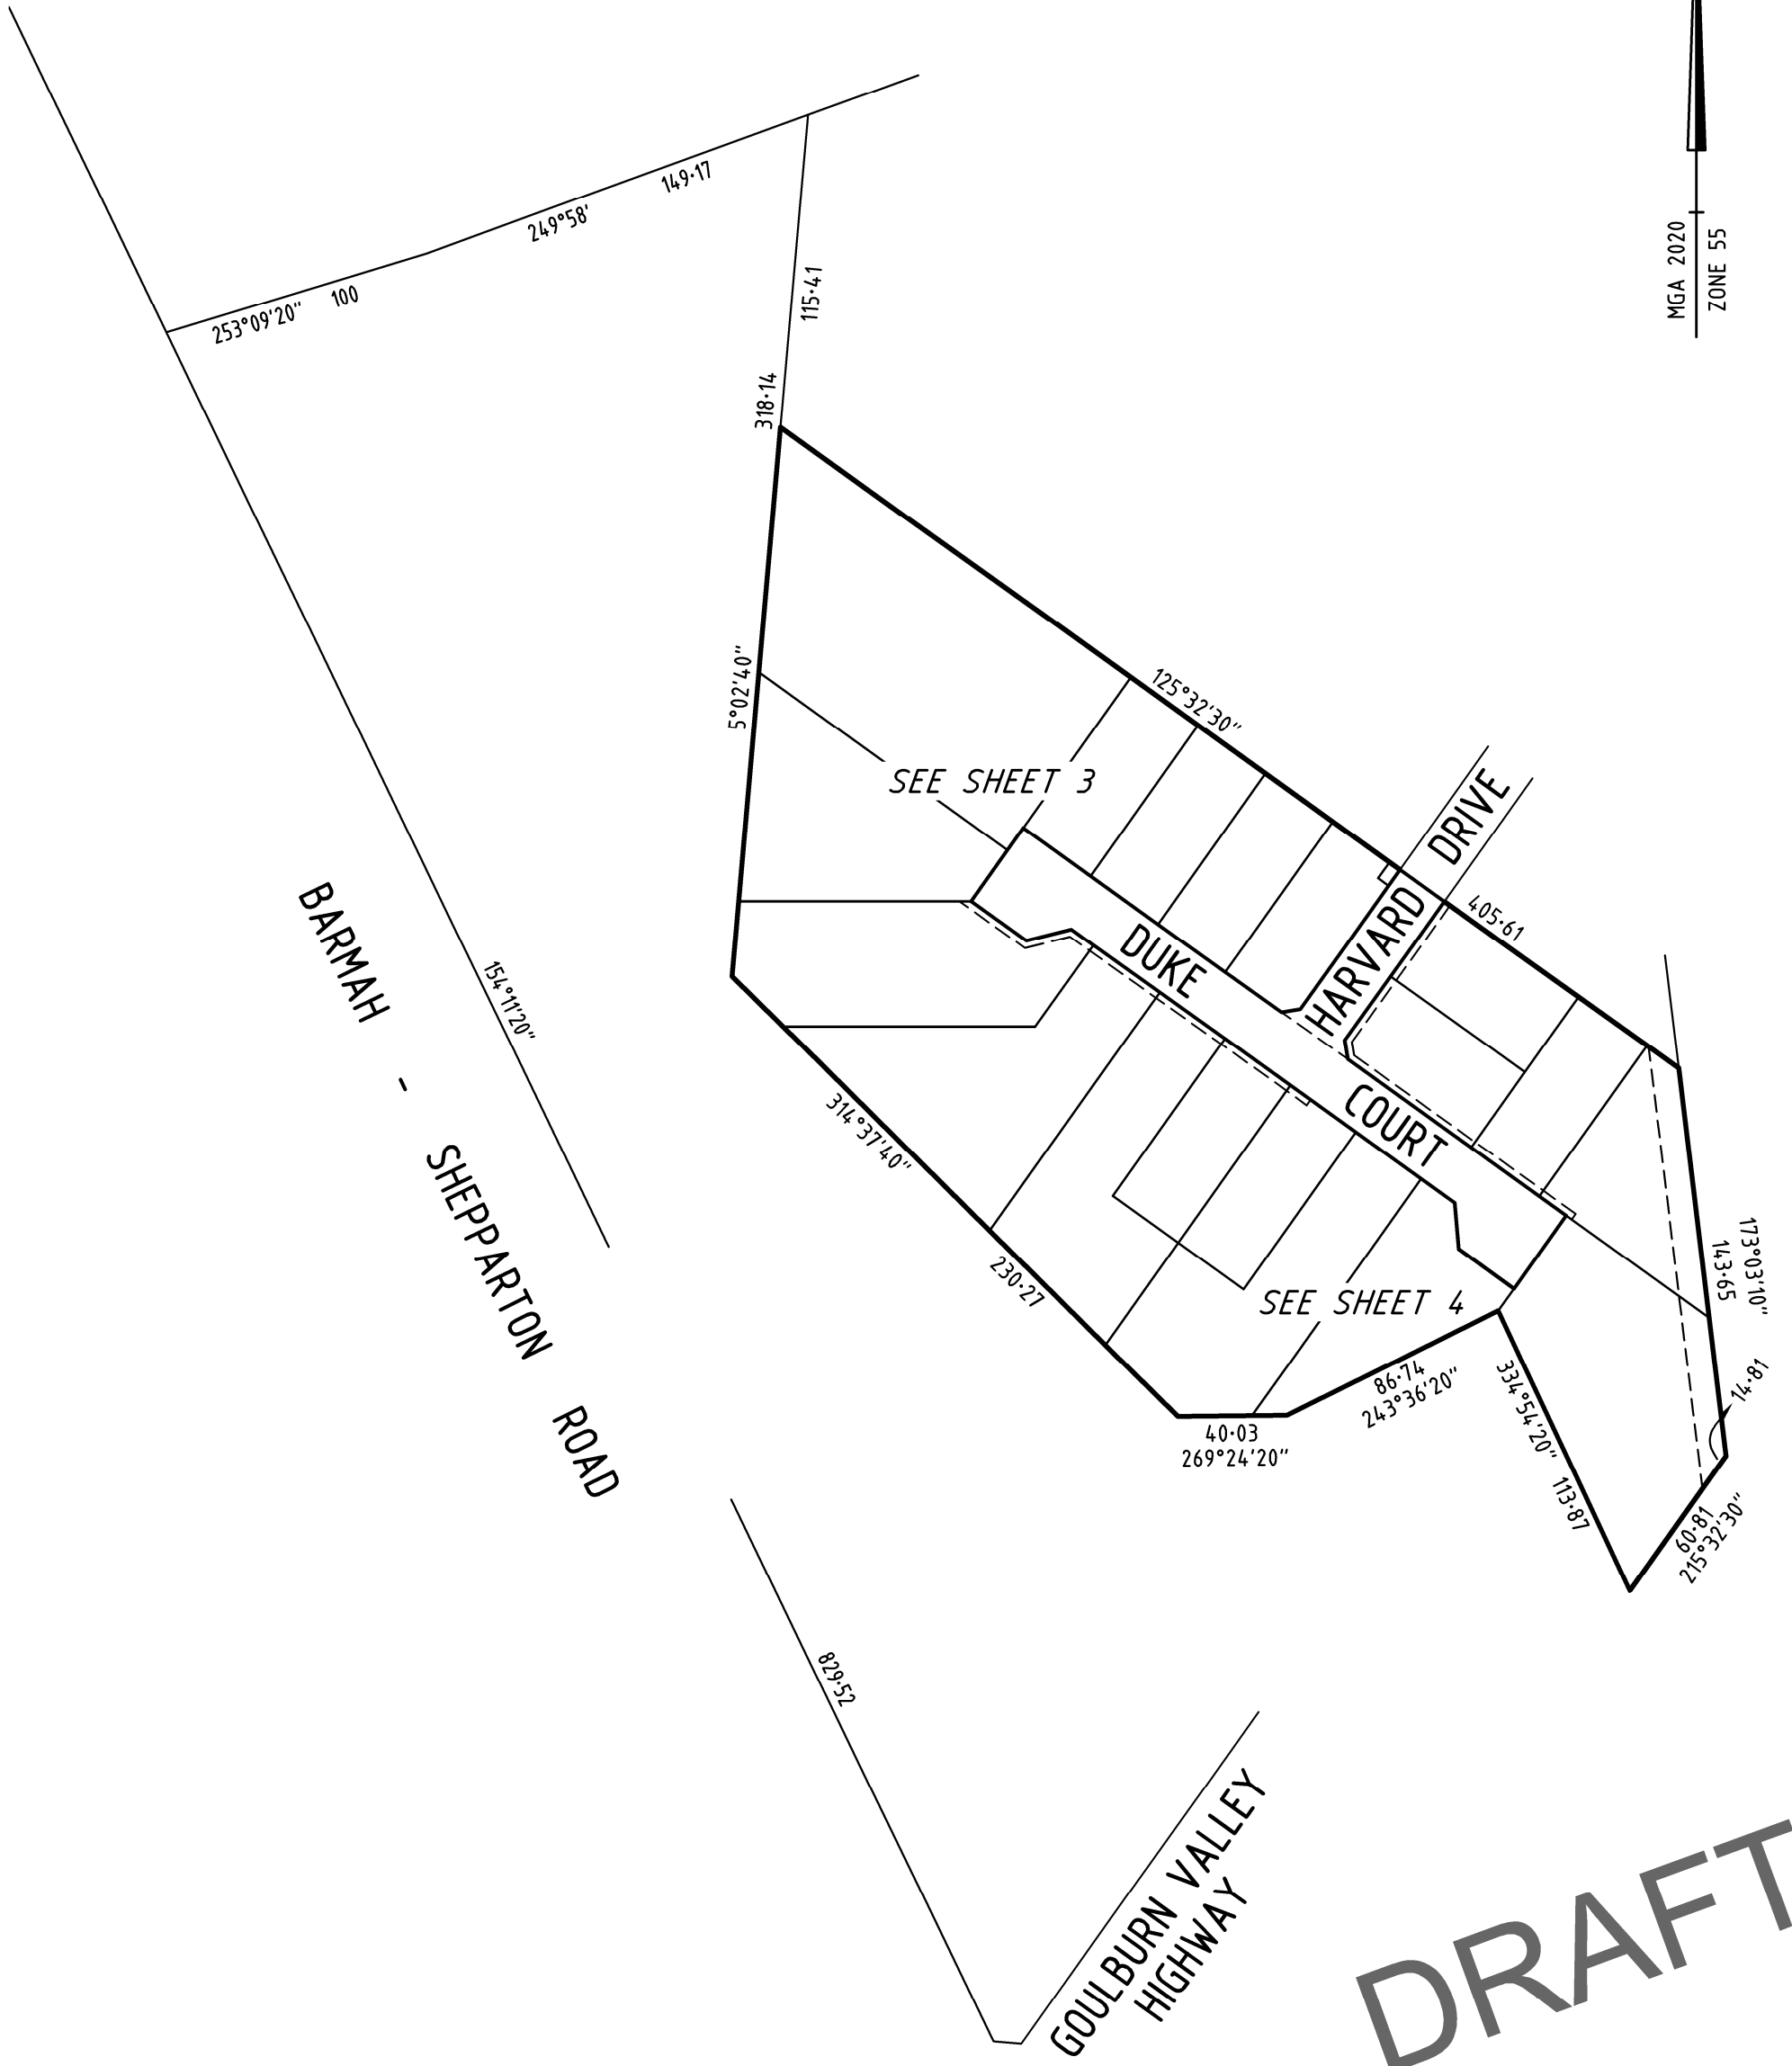 MGA 2020
ZONE 55
149·17
249°58'
100
253°09'20"
115·41
318·14
5°02'40"
125°32'30"
SEE SHEET 3
HARVARD DRIVE
405·61
DUKE COURT
BARMAH - SHEPPARTON ROAD
154°11'20"
314°37'40"
230·27
SEE SHEET 4
173°03'10"
143·65
14·81
86·74
243°36'20"
334°54'20" 113·87
40·03
269°24'20"
60·81
215°32'30"
829·52
GOULBURN VALLEY
HIGHWAY
DRAFT